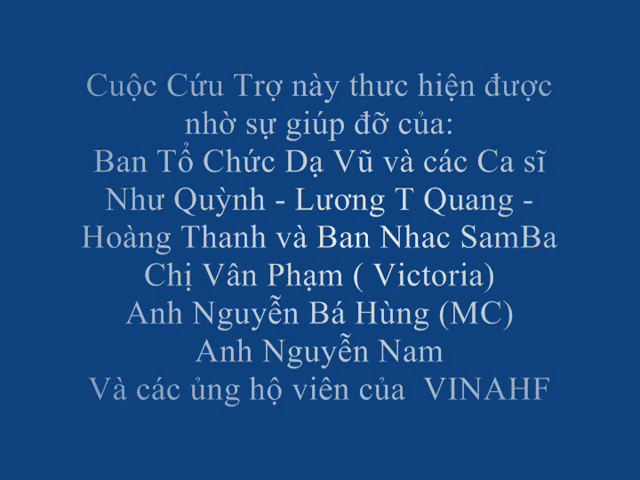 Cuộc Cứu Trợ này thưc hiện được
nhờ sự giúp đỡ của:
Ban Tổ Chức Dạ Vũ và các Ca sĩ
Như Quỳnh - Lương T Quang -
Hoàng Thanh và Ban Nhac SamBa
Chị Vân Phạm ( Victoria)
Anh Nguyễn Bá Hùng (MC)
Anh Nguyễn Nam
Và các ủng hộ viên của  VINAHF